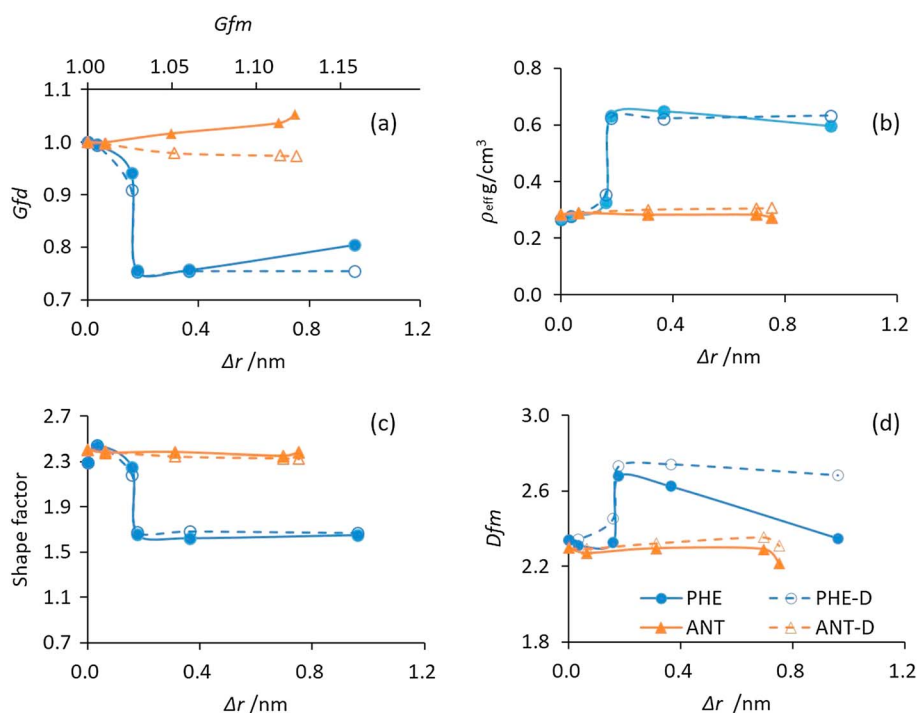 Gfm
1.00 1.05 1.10 1.15
1.1
1.0
0.9
0.8
0.7
Gfd
(a)
0.0 0.4 0.8 1.2
Δr /nm
0.8
0.6
0.4
0.2
0.0
ρeff g/cm³
(b)
0.0 0.4 0.8 1.2
Δr /nm
2.7
2.3
1.9
1.5
1.1
0.7
Shape factor
(c)
0.0 0.4 0.8 1.2
Δr /nm
3.0
2.6
2.2
1.8
Dfm
(d)
PHE PHE-D
ANT ANT-D
0.0 0.4 0.8 1.2
Δr /nm